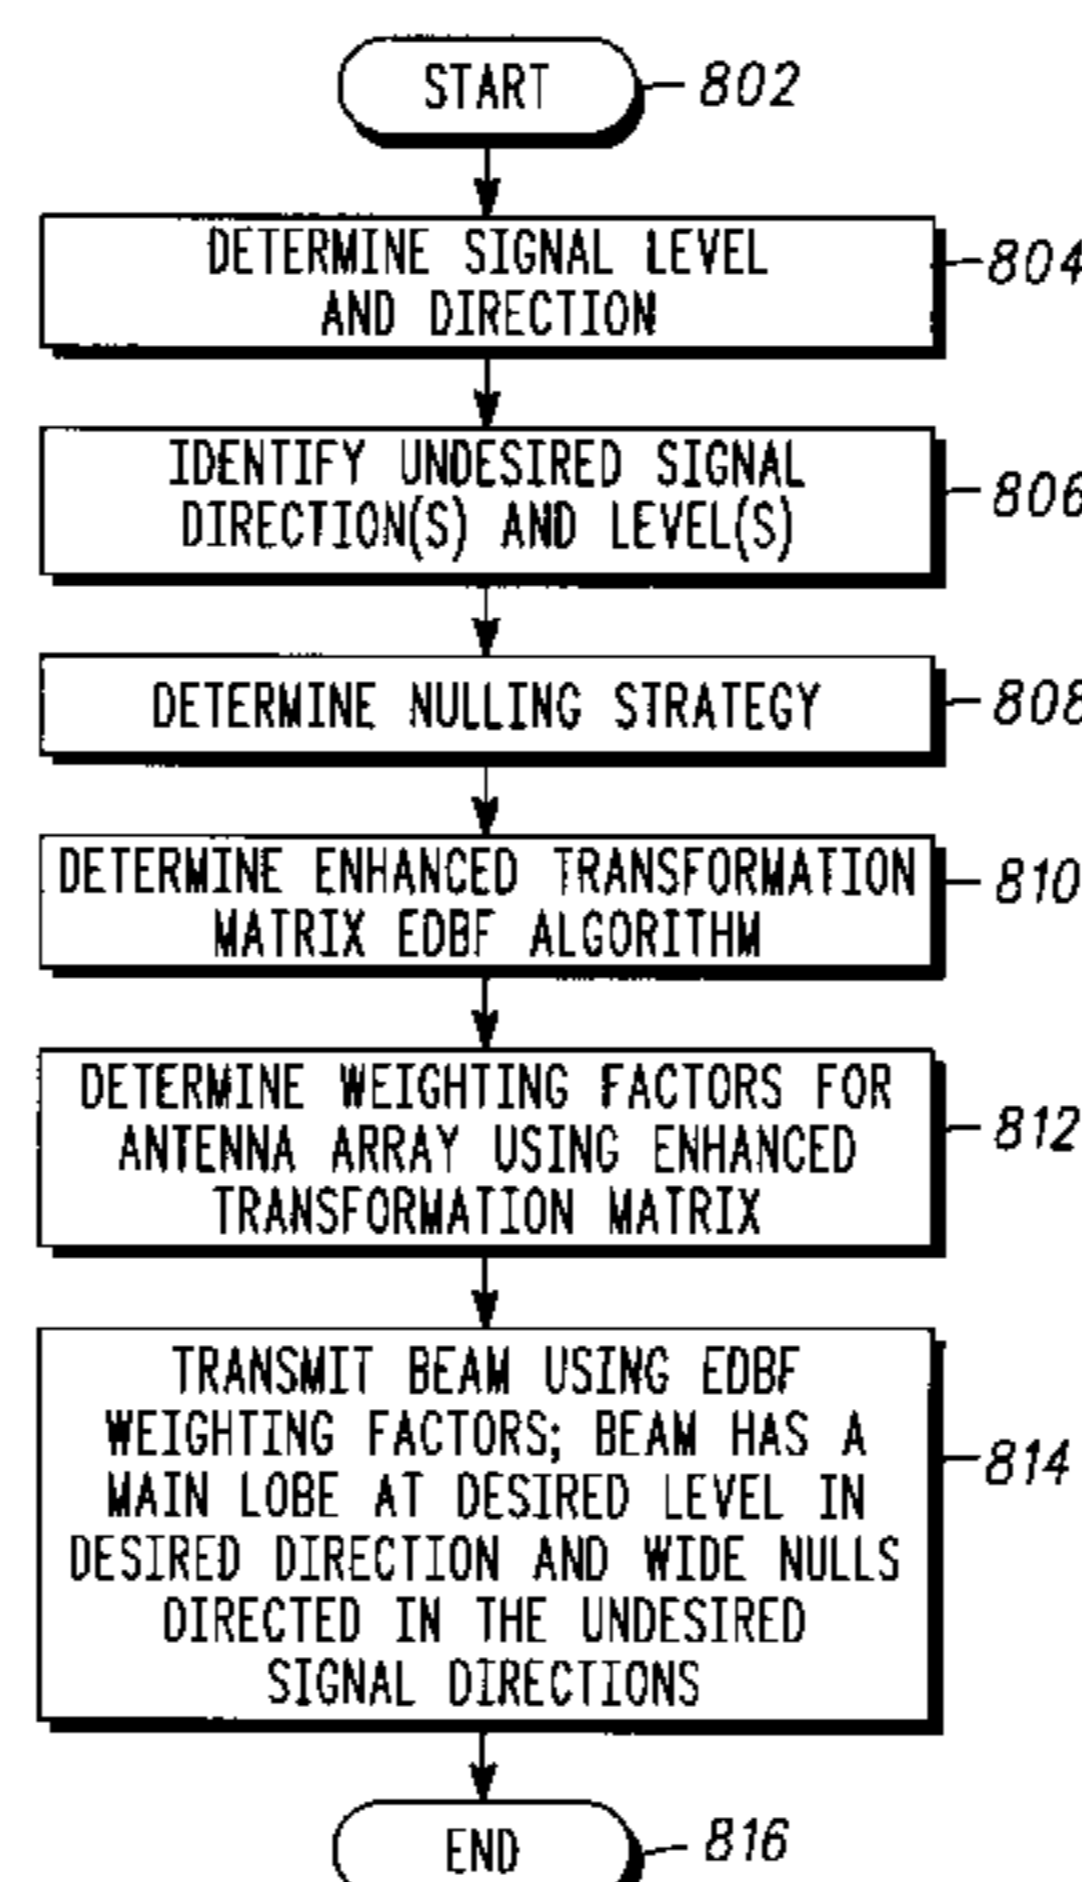 START
802
DETERMINE SIGNAL LEVEL
AND DIRECTION
804
IDENTIFY UNDESIRED SIGNAL
DIRECTION(S) AND LEVEL(S)
806
DETERMINE NULLING STRATEGY
808
DETERMINE ENHANCED TRANSFORMATION
MATRIX EDBF ALGORITHM
810
DETERMINE WEIGHTING FACTORS FOR
ANTENNA ARRAY USING ENHANCED
TRANSFORMATION MATRIX
812
TRANSMIT BEAM USING EDBF
WEIGHTING FACTORS; BEAM HAS A
MAIN LOBE AT DESIRED LEVEL IN
DESIRED DIRECTION AND WIDE NULLS
DIRECTED IN THE UNDESIRED
SIGNAL DIRECTIONS
814
END
816